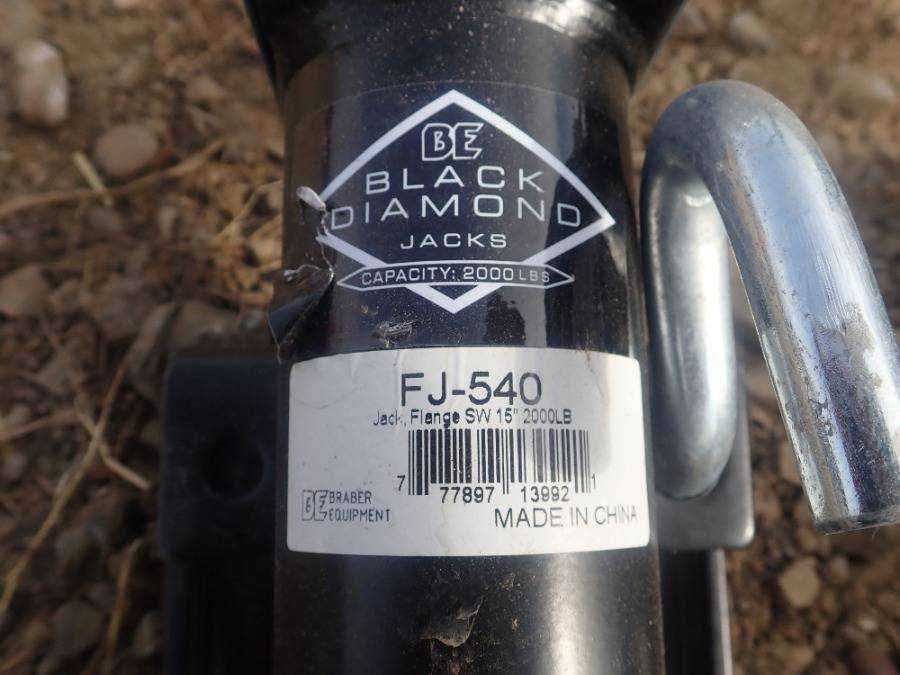 BE
BLACK
DIAMOND
JACKS
CAPACITY: 2000 LBS
FJ-540
Jack, Flange SW 15" 2000LB
7 77897 13992 1
BE BRABER
EQUIPMENT
MADE IN CHINA